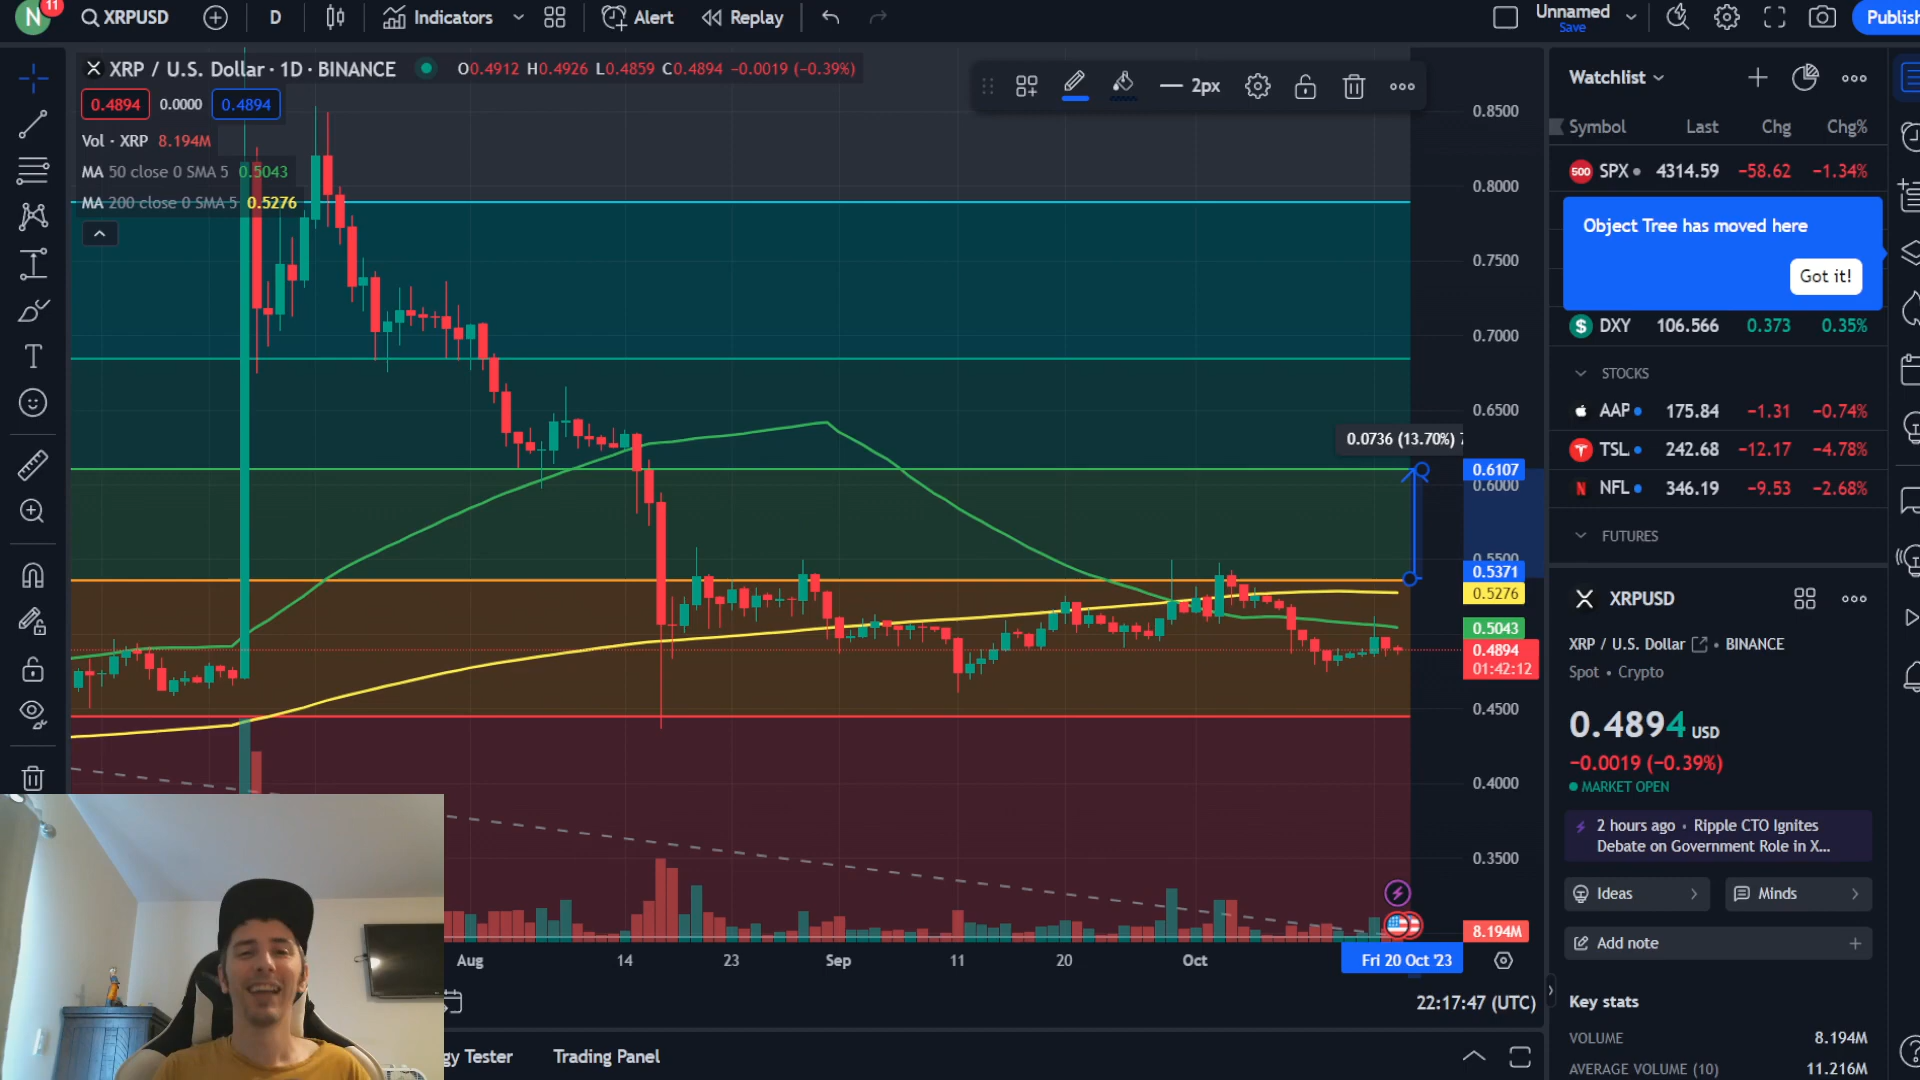 N 11 XRPUSD D Indicators Alert Replay Unnamed Save Publish
XRP / U.S. Dollar · 1D · BINANCE O0.4912 H0.4926 L0.4859 C0.4894 −0.0019 (−0.39%)
0.4894 0.0000 0.4894
Vol · XRP 8.194M
MA 50 close 0 SMA 5 0.5043
MA 200 close 0 SMA 5 0.5276
2px
0.8500
0.8000
0.7500
0.7000
0.6500
0.0736 (13.70%)
0.6107
0.6000
0.5500
0.5371
0.5276
0.5043
0.4894
01:42:12
0.4500
0.4000
0.3500
8.194M
Aug 14 23 Sep 11 20 Oct Fri 20 Oct '23
22:17:47 (UTC)
gy Tester Trading Panel
Watchlist
Symbol Last Chg Chg%
500 SPX 4314.59 −58.62 −1.34%
Object Tree has moved here
Got it!
$ DXY 106.566 0.373 0.35%
STOCKS
AAP 175.84 −1.31 −0.74%
TSL 242.68 −12.17 −4.78%
N NFL 346.19 −9.53 −2.68%
FUTURES
XRPUSD
XRP / U.S. Dollar • BINANCE
Spot • Crypto
0.4894 USD
−0.0019 (−0.39%)
MARKET OPEN
2 hours ago • Ripple CTO Ignites
Debate on Government Role in X...
Ideas Minds
Add note
Key stats
VOLUME 8.194M
AVERAGE VOLUME (10) 11.216M